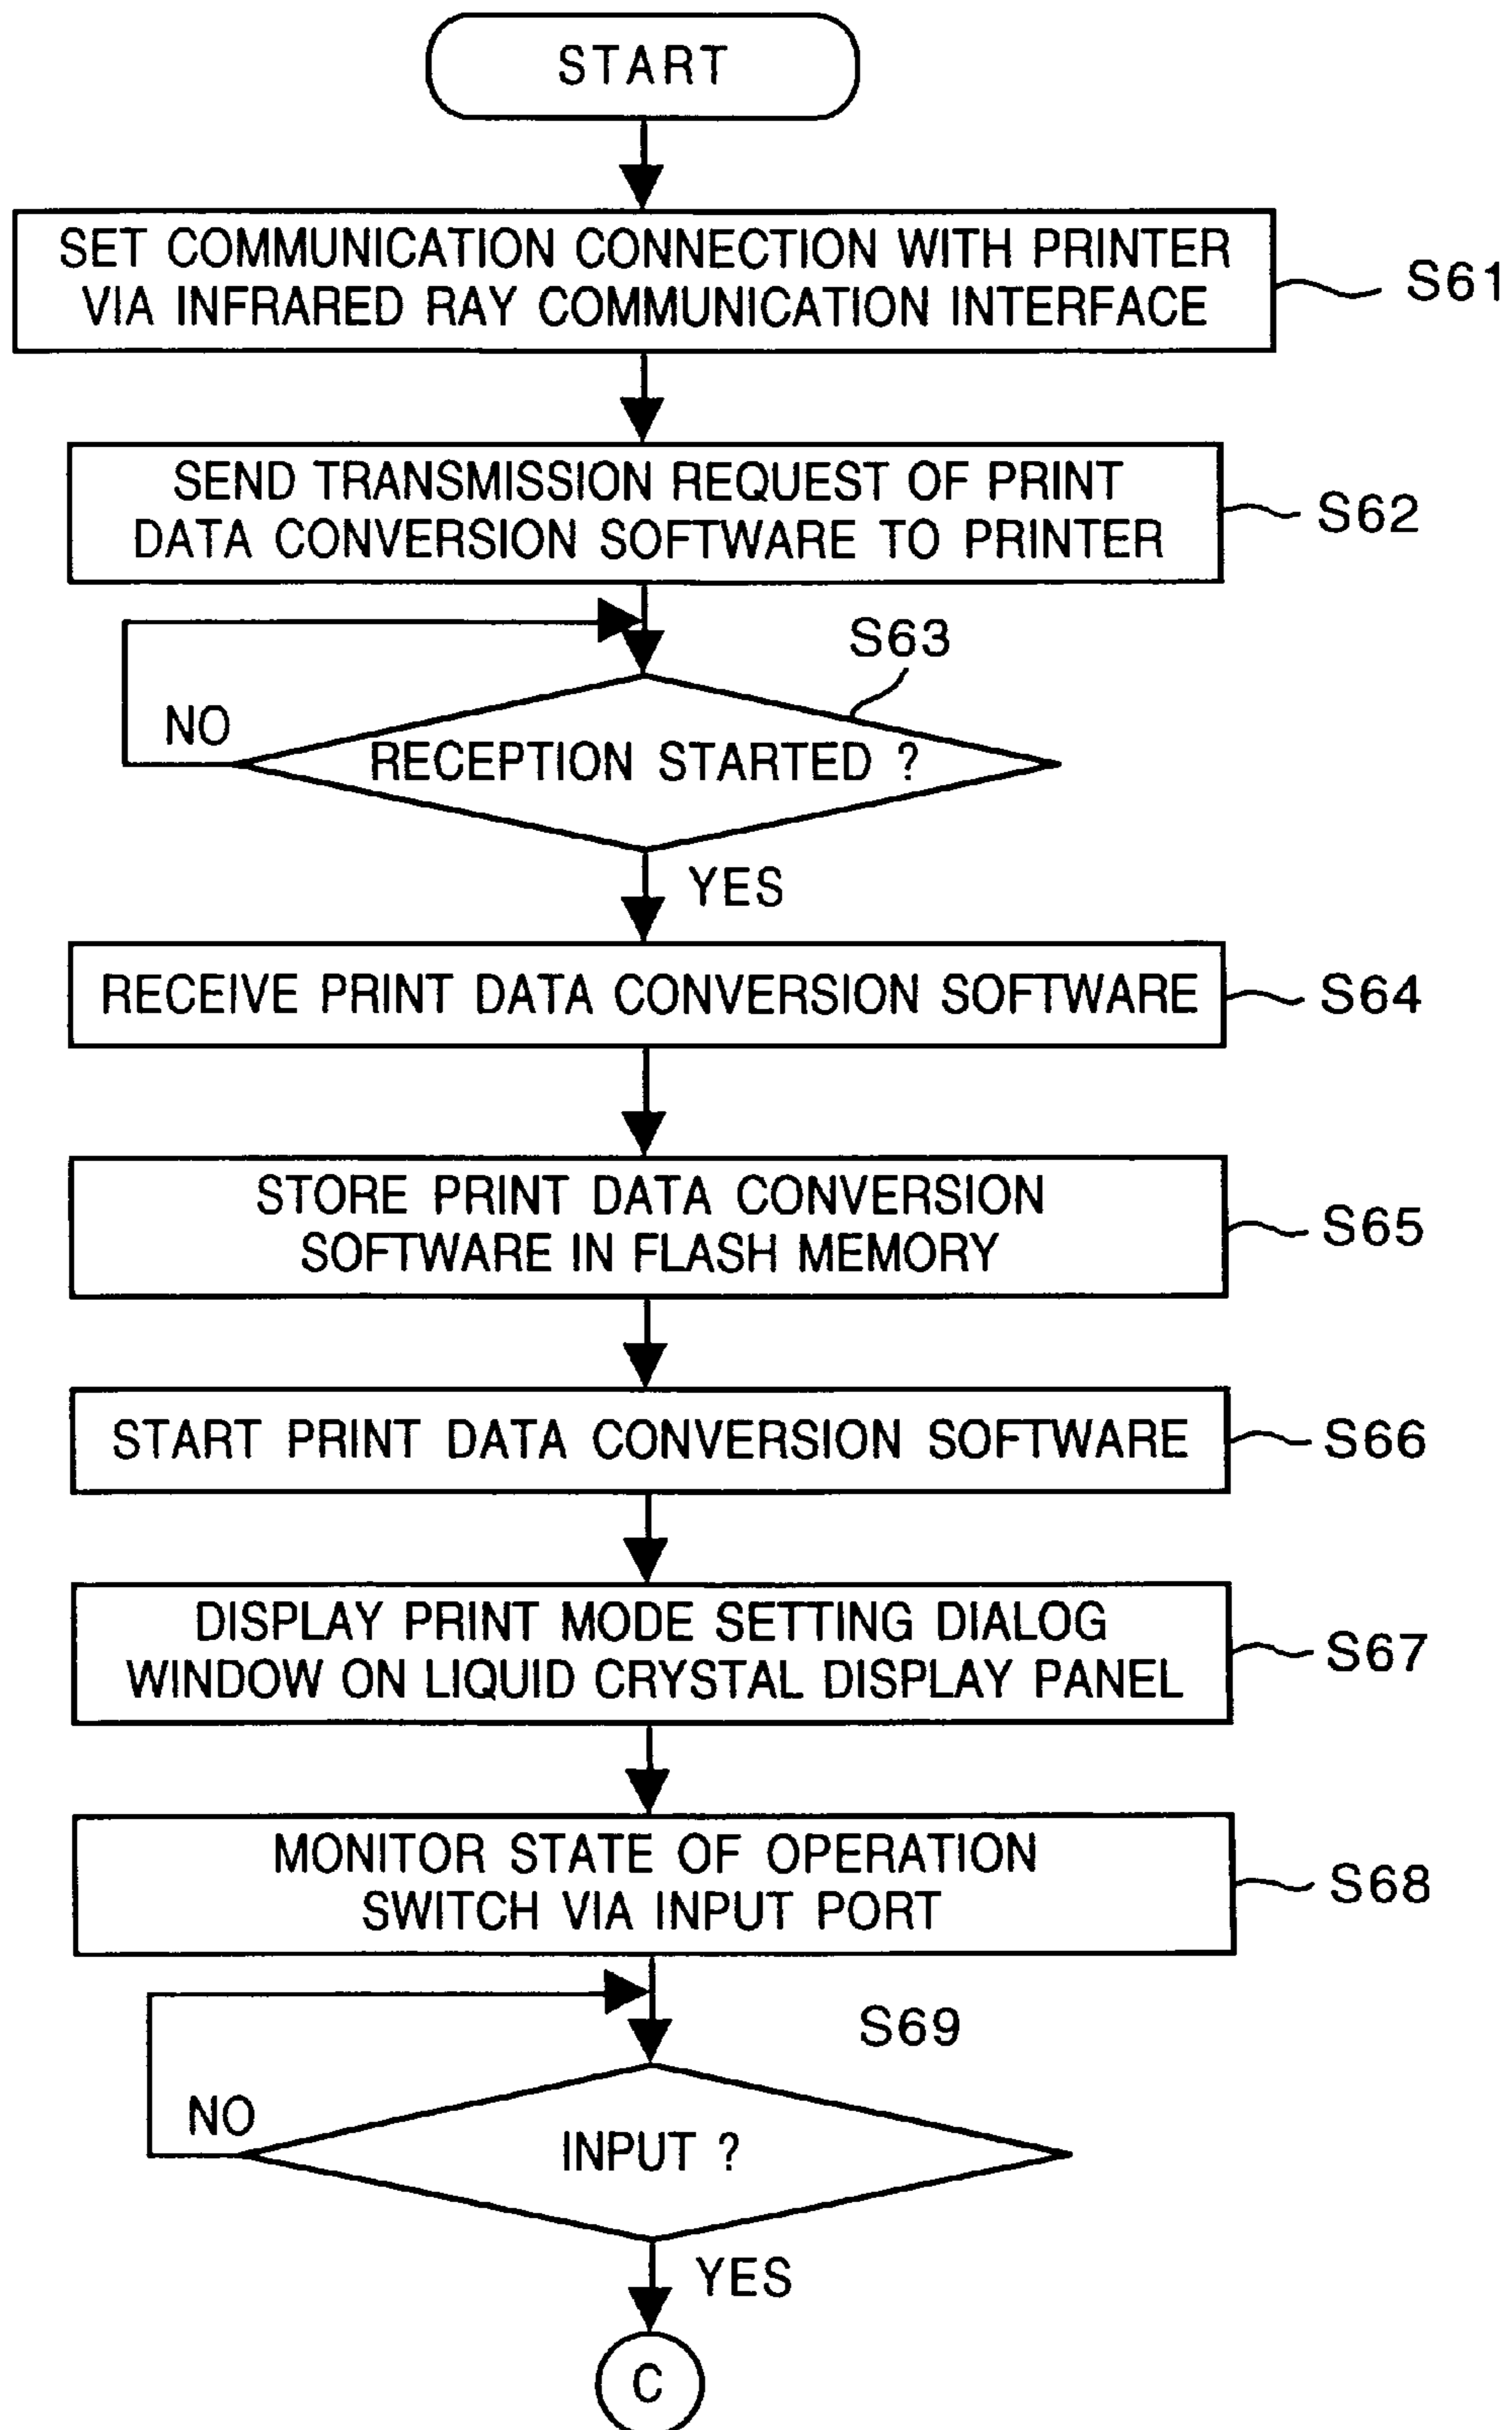 START
SET COMMUNICATION CONNECTION WITH PRINTER
VIA INFRARED RAY COMMUNICATION INTERFACE
S61
SEND TRANSMISSION REQUEST OF PRINT
DATA CONVERSION SOFTWARE TO PRINTER
S62
S63
NO
RECEPTION STARTED ?
YES
RECEIVE PRINT DATA CONVERSION SOFTWARE
S64
STORE PRINT DATA CONVERSION
SOFTWARE IN FLASH MEMORY
S65
START PRINT DATA CONVERSION SOFTWARE
S66
DISPLAY PRINT MODE SETTING DIALOG
WINDOW ON LIQUID CRYSTAL DISPLAY PANEL
S67
MONITOR STATE OF OPERATION
SWITCH VIA INPUT PORT
S68
S69
NO
INPUT ?
YES
C